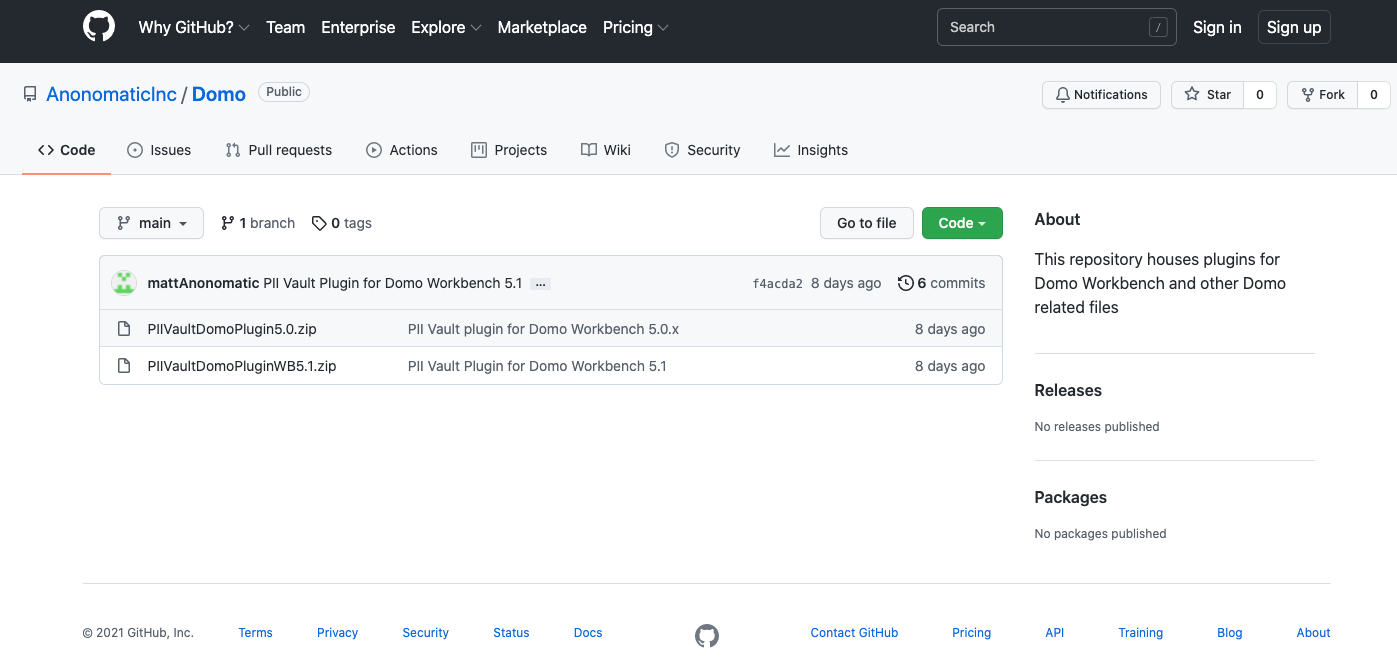 Why GitHub? Team Enterprise Explore Marketplace Pricing Search / Sign in Sign up
AnonomaticInc / Domo Public Notifications Star 0 Fork 0
Code Issues Pull requests Actions Projects Wiki Security Insights
main 1 branch 0 tags Go to file Code
mattAnonomatic PII Vault Plugin for Domo Workbench 5.1 … f4acda2 8 days ago 6 commits
PIIVaultDomoPlugin5.0.zip PII Vault plugin for Domo Workbench 5.0.x 8 days ago
PIIVaultDomoPluginWB5.1.zip PII Vault Plugin for Domo Workbench 5.1 8 days ago
About
This repository houses plugins for
Domo Workbench and other Domo
related files
Releases
No releases published
Packages
No packages published
© 2021 GitHub, Inc. Terms Privacy Security Status Docs Contact GitHub Pricing API Training Blog About